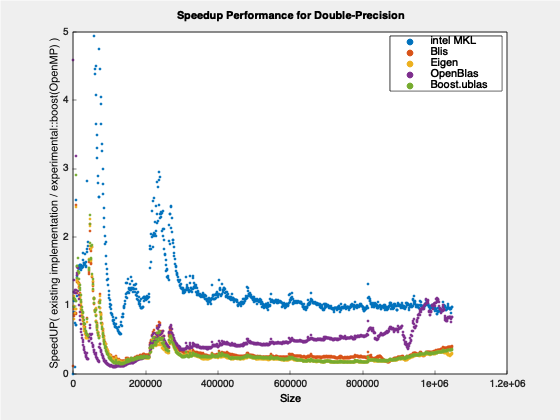 Speedup Performance for Double-Precision
SpeedUP( existing implementation / experimental::boost(OpenMP) )
5
4
3
2
1
0
intel MKL
Blis
Eigen
OpenBlas
Boost.ublas
0 200000 400000 600000 800000 1e+06 1.2e+06
Size